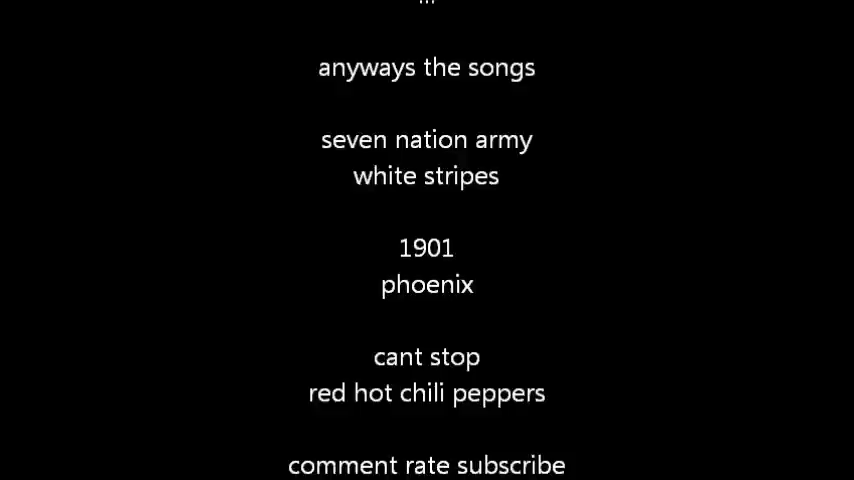 ...
anyways the songs
seven nation army
white stripes
1901
phoenix
cant stop
red hot chili peppers
comment rate subscribe